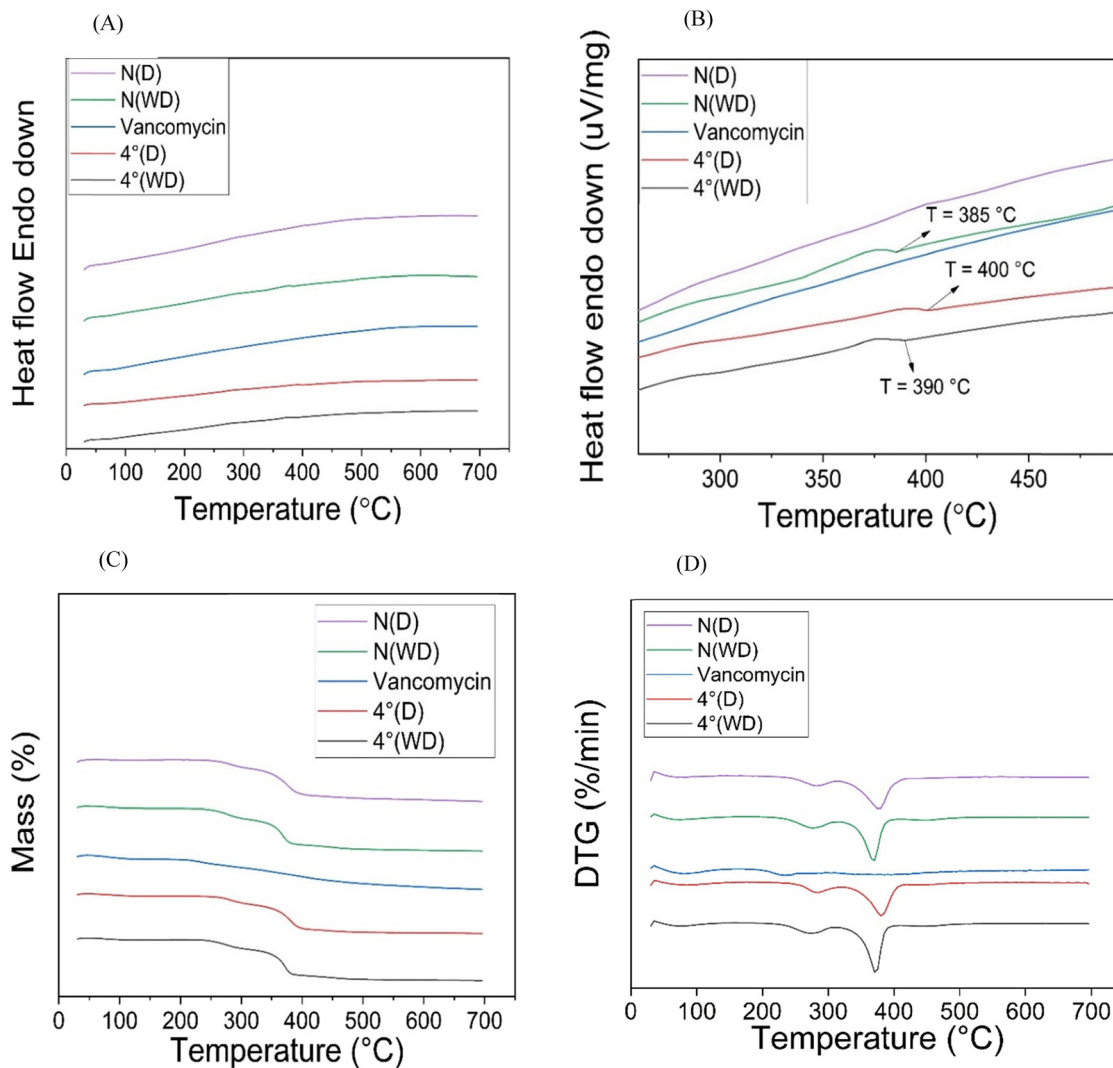 (A)
Heat flow Endo down
N(D)
N(WD)
Vancomycin
4°(D)
4°(WD)
0 100 200 300 400 500 600 700
Temperature (°C)
(B)
Heat flow endo down (uV/mg)
N(D)
N(WD)
Vancomycin
4°(D)
4°(WD)
T = 385 °C
T = 400 °C
T = 390 °C
300 350 400 450
Temperature (°C)
(C)
Mass (%)
N(D)
N(WD)
Vancomycin
4°(D)
4°(WD)
0 100 200 300 400 500 600 700
Temperature (°C)
(D)
DTG (%/min)
N(D)
N(WD)
Vancomycin
4°(D)
4°(WD)
0 100 200 300 400 500 600 700
Temperature (°C)